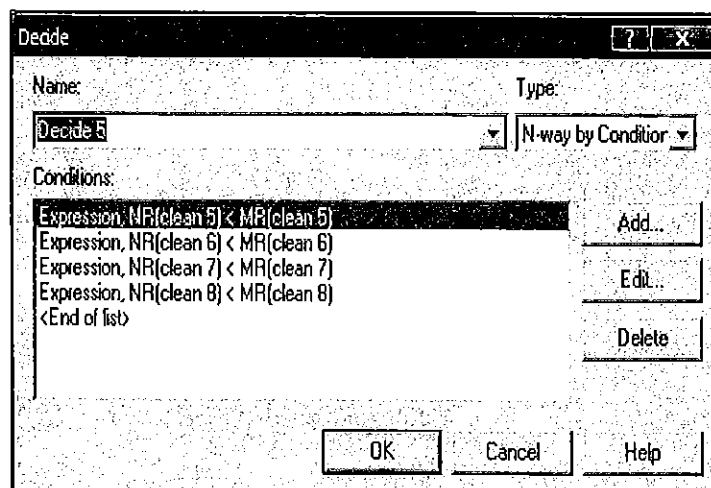 Decide
? X
Name: Type:
Decide 5 N-way by Condition
Conditions:
Expression, NR(clean 5) < MR(clean 5)
Expression, NR(clean 6) < MR(clean 6)
Expression, NR(clean 7) < MR(clean 7)
Expression, NR(clean 8) < MR(clean 8)
<End of list>
Add...
Edit...
Delete
OK Cancel Help